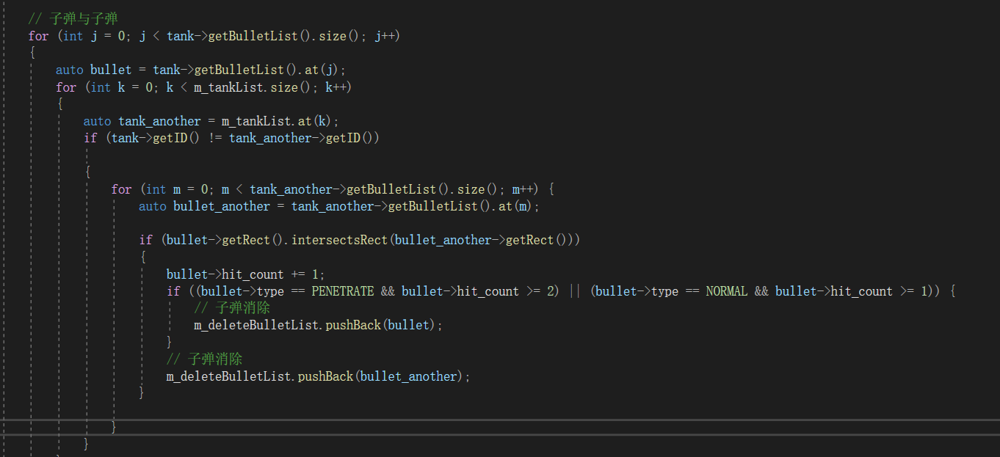 // 子弹与子弹
for (int j = 0; j < tank->getBulletList().size(); j++)
{
auto bullet = tank->getBulletList().at(j);
for (int k = 0; k < m_tankList.size(); k++)
{
auto tank_another = m_tankList.at(k);
if (tank->getID() != tank_another->getID())
{
for (int m = 0; m < tank_another->getBulletList().size(); m++) {
auto bullet_another = tank_another->getBulletList().at(m);
if (bullet->getRect().intersectsRect(bullet_another->getRect()))
{
bullet->hit_count += 1;
if ((bullet->type == PENETRATE && bullet->hit_count >= 2) || (bullet->type == NORMAL && bullet->hit_count >= 1)) {
// 子弹消除
m_deleteBulletList.pushBack(bullet);
}
// 子弹消除
m_deleteBulletList.pushBack(bullet_another);
}
}
}